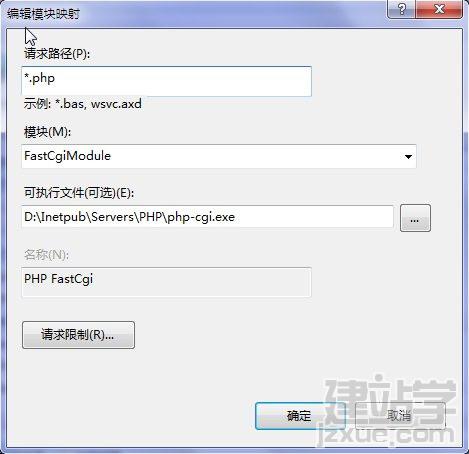 编辑模块映射
请求路径(P):
*.php
示例: *.bas, wsvc.axd
模块(M):
FastCgiModule
可执行文件(可选)(E):
D:\Inetpub\Servers\PHP\php-cgi.exe
...
名称(N):
PHP FastCgi
请求限制(R)...
确定
取消
建站学
jzxue.com